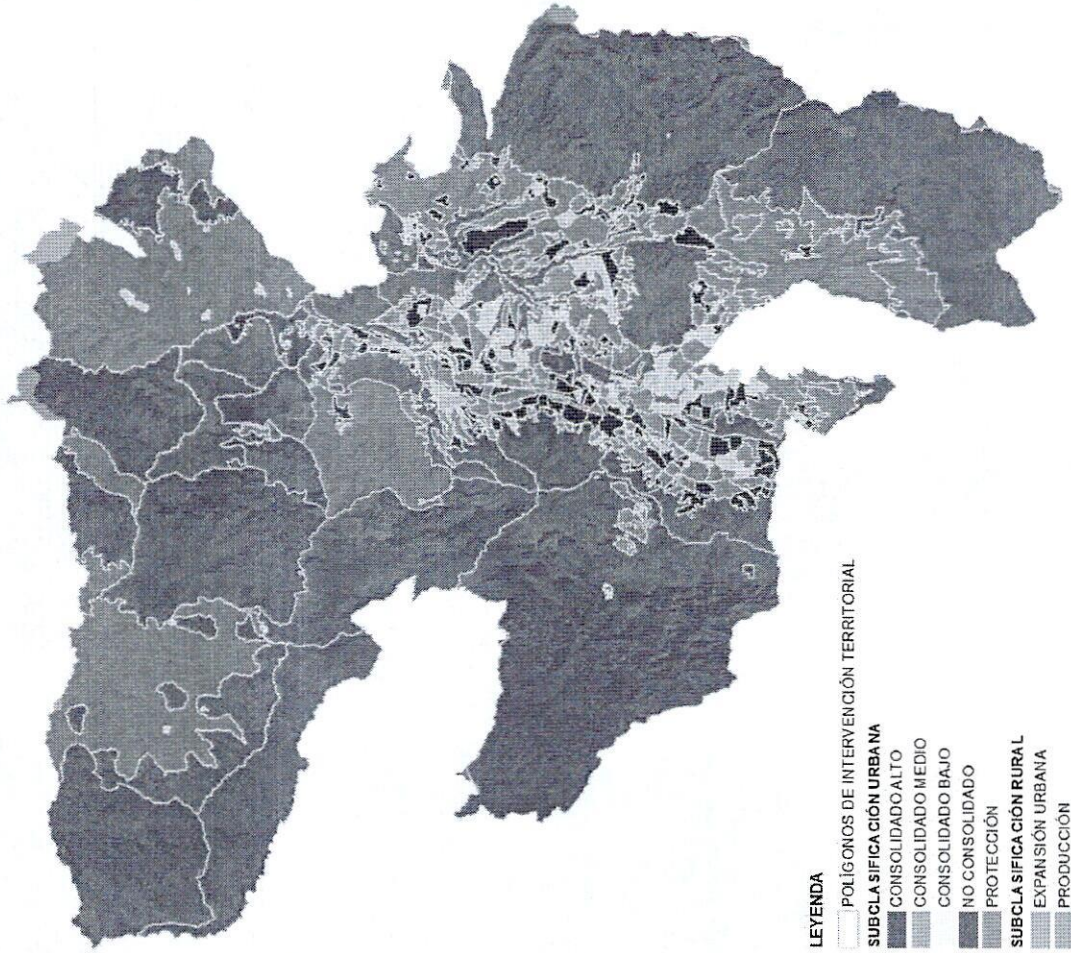 LEYENDA
POLÍGONOS DE INTERVENCIÓN TERRITORIAL
SUBCLASIFICACIÓN URBANA
CONSOLIDADO ALTO
CONSOLIDADO MEDIO
CONSOLIDADO BAJO
NO CONSOLIDADO
PROTECCIÓN
SUBCLASIFICACIÓN RURAL
EXPANSIÓN URBANA
PRODUCCIÓN